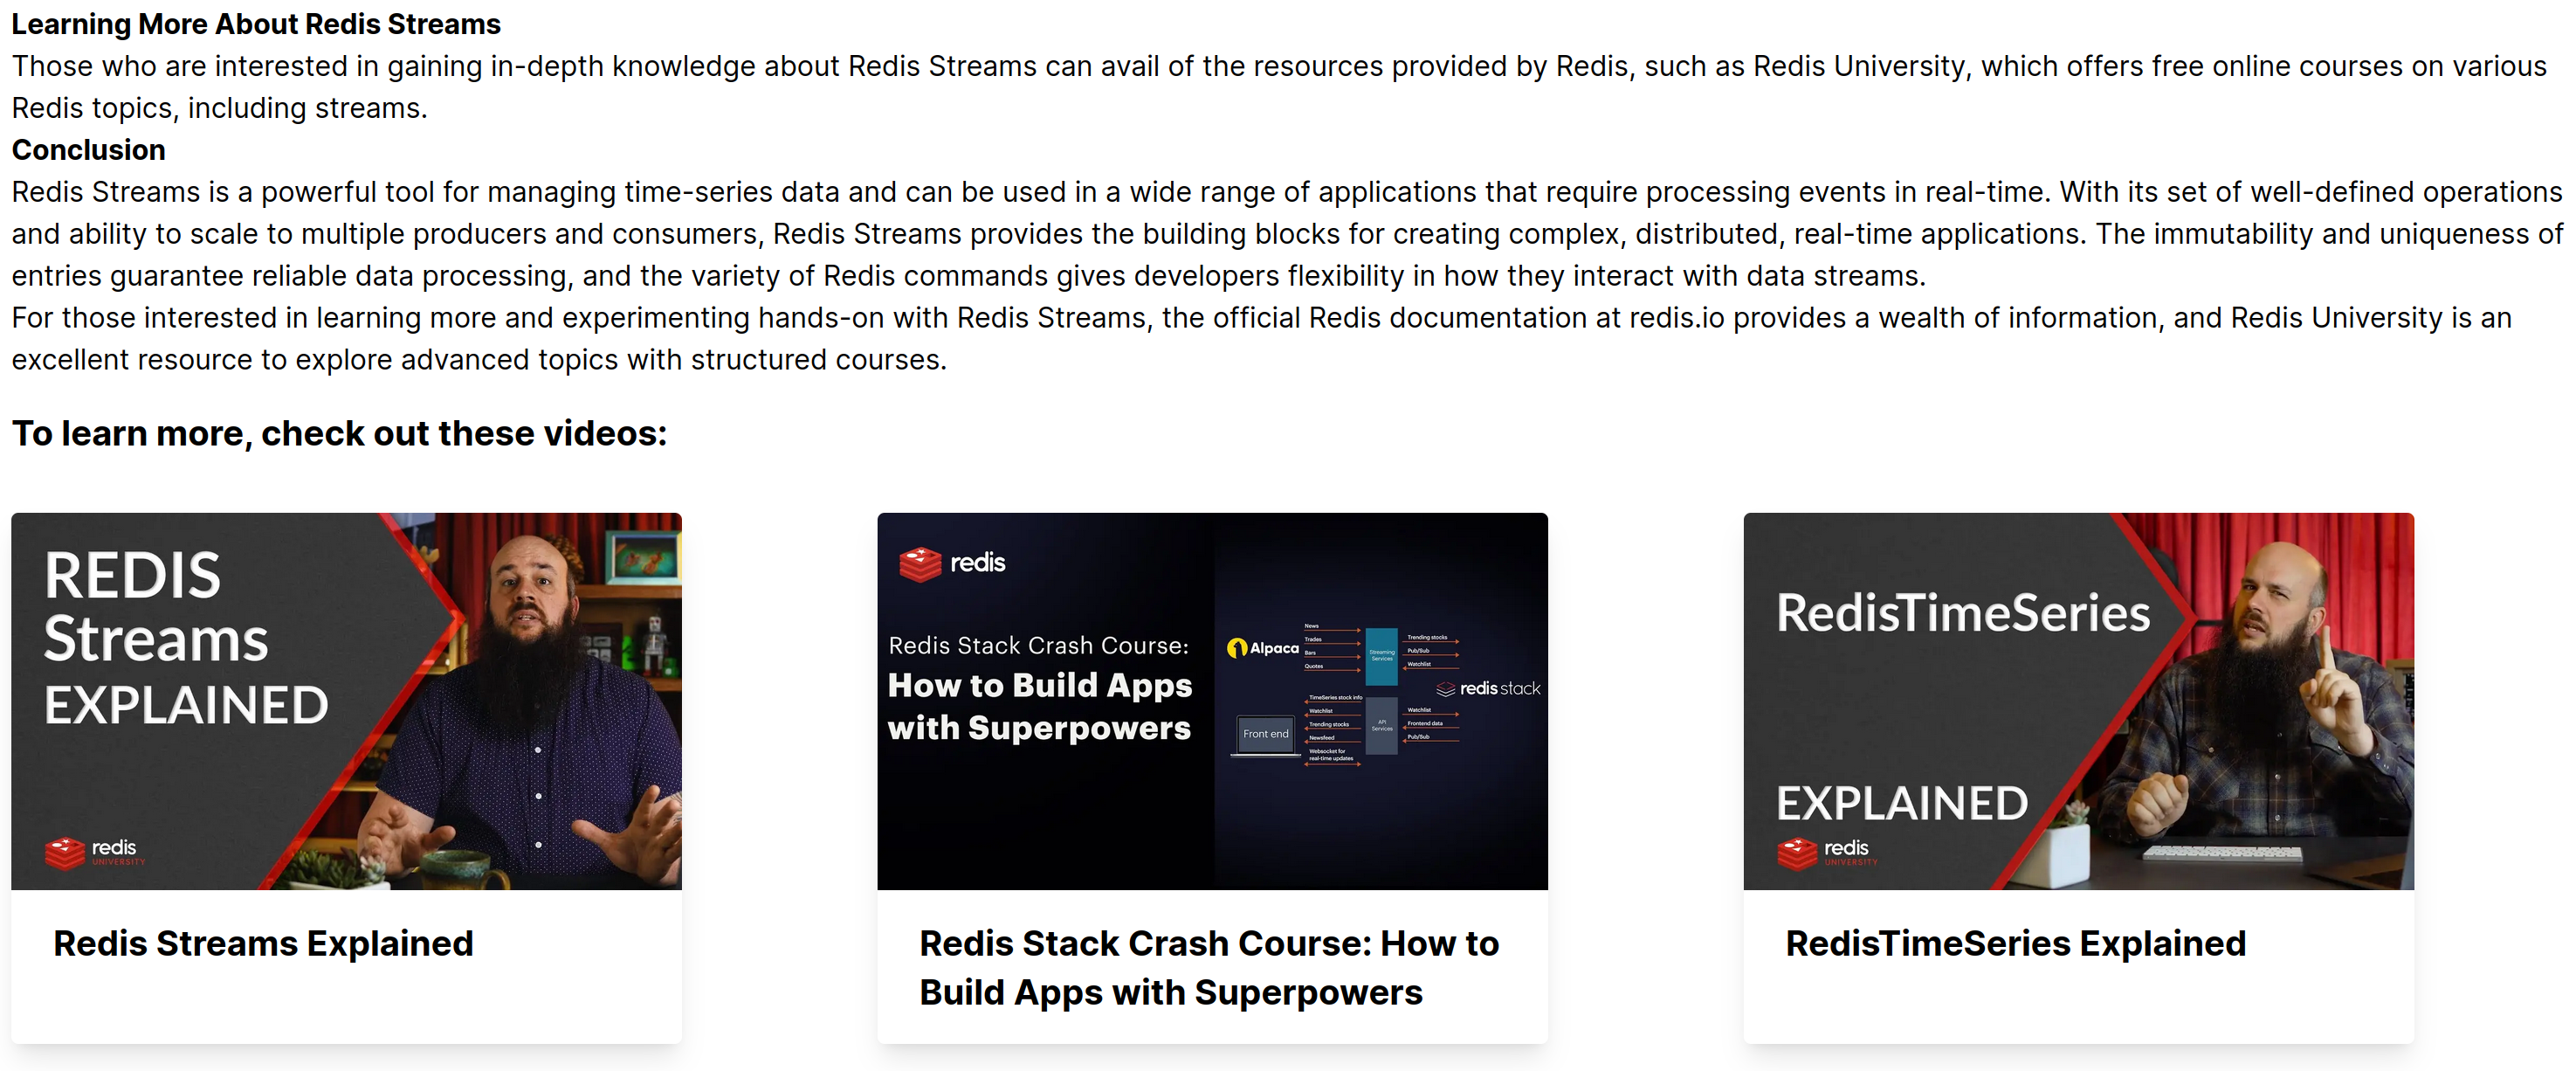 Learning More About Redis Streams
Those who are interested in gaining in-depth knowledge about Redis Streams can avail of the resources provided by Redis, such as Redis University, which offers free online courses on various
Redis topics, including streams.
Conclusion
Redis Streams is a powerful tool for managing time-series data and can be used in a wide range of applications that require processing events in real-time. With its set of well-defined operations
and ability to scale to multiple producers and consumers, Redis Streams provides the building blocks for creating complex, distributed, real-time applications. The immutability and uniqueness of
entries guarantee reliable data processing, and the variety of Redis commands gives developers flexibility in how they interact with data streams.
For those interested in learning more and experimenting hands-on with Redis Streams, the official Redis documentation at redis.io provides a wealth of information, and Redis University is an
excellent resource to explore advanced topics with structured courses.
To learn more, check out these videos:
REDIS
Streams
EXPLAINED
redis
UNIVERSITY
Redis Streams Explained
redis
Redis Stack Crash Course:
How to Build Apps
with Superpowers
Alpaca
News
Trades
Bars
Quotes
Streaming
Services
Trending stocks
Pub/Sub
Watchlist
redis stack
Front end
TimeSeries stock info
Watchlist
Trending stocks
Newsfeed
Websocket for
real-time updates
API
Services
Watchlist
Frontend data
Pub/Sub
Redis Stack Crash Course: How to
Build Apps with Superpowers
RedisTimeSeries
EXPLAINED
redis
UNIVERSITY
RedisTimeSeries Explained